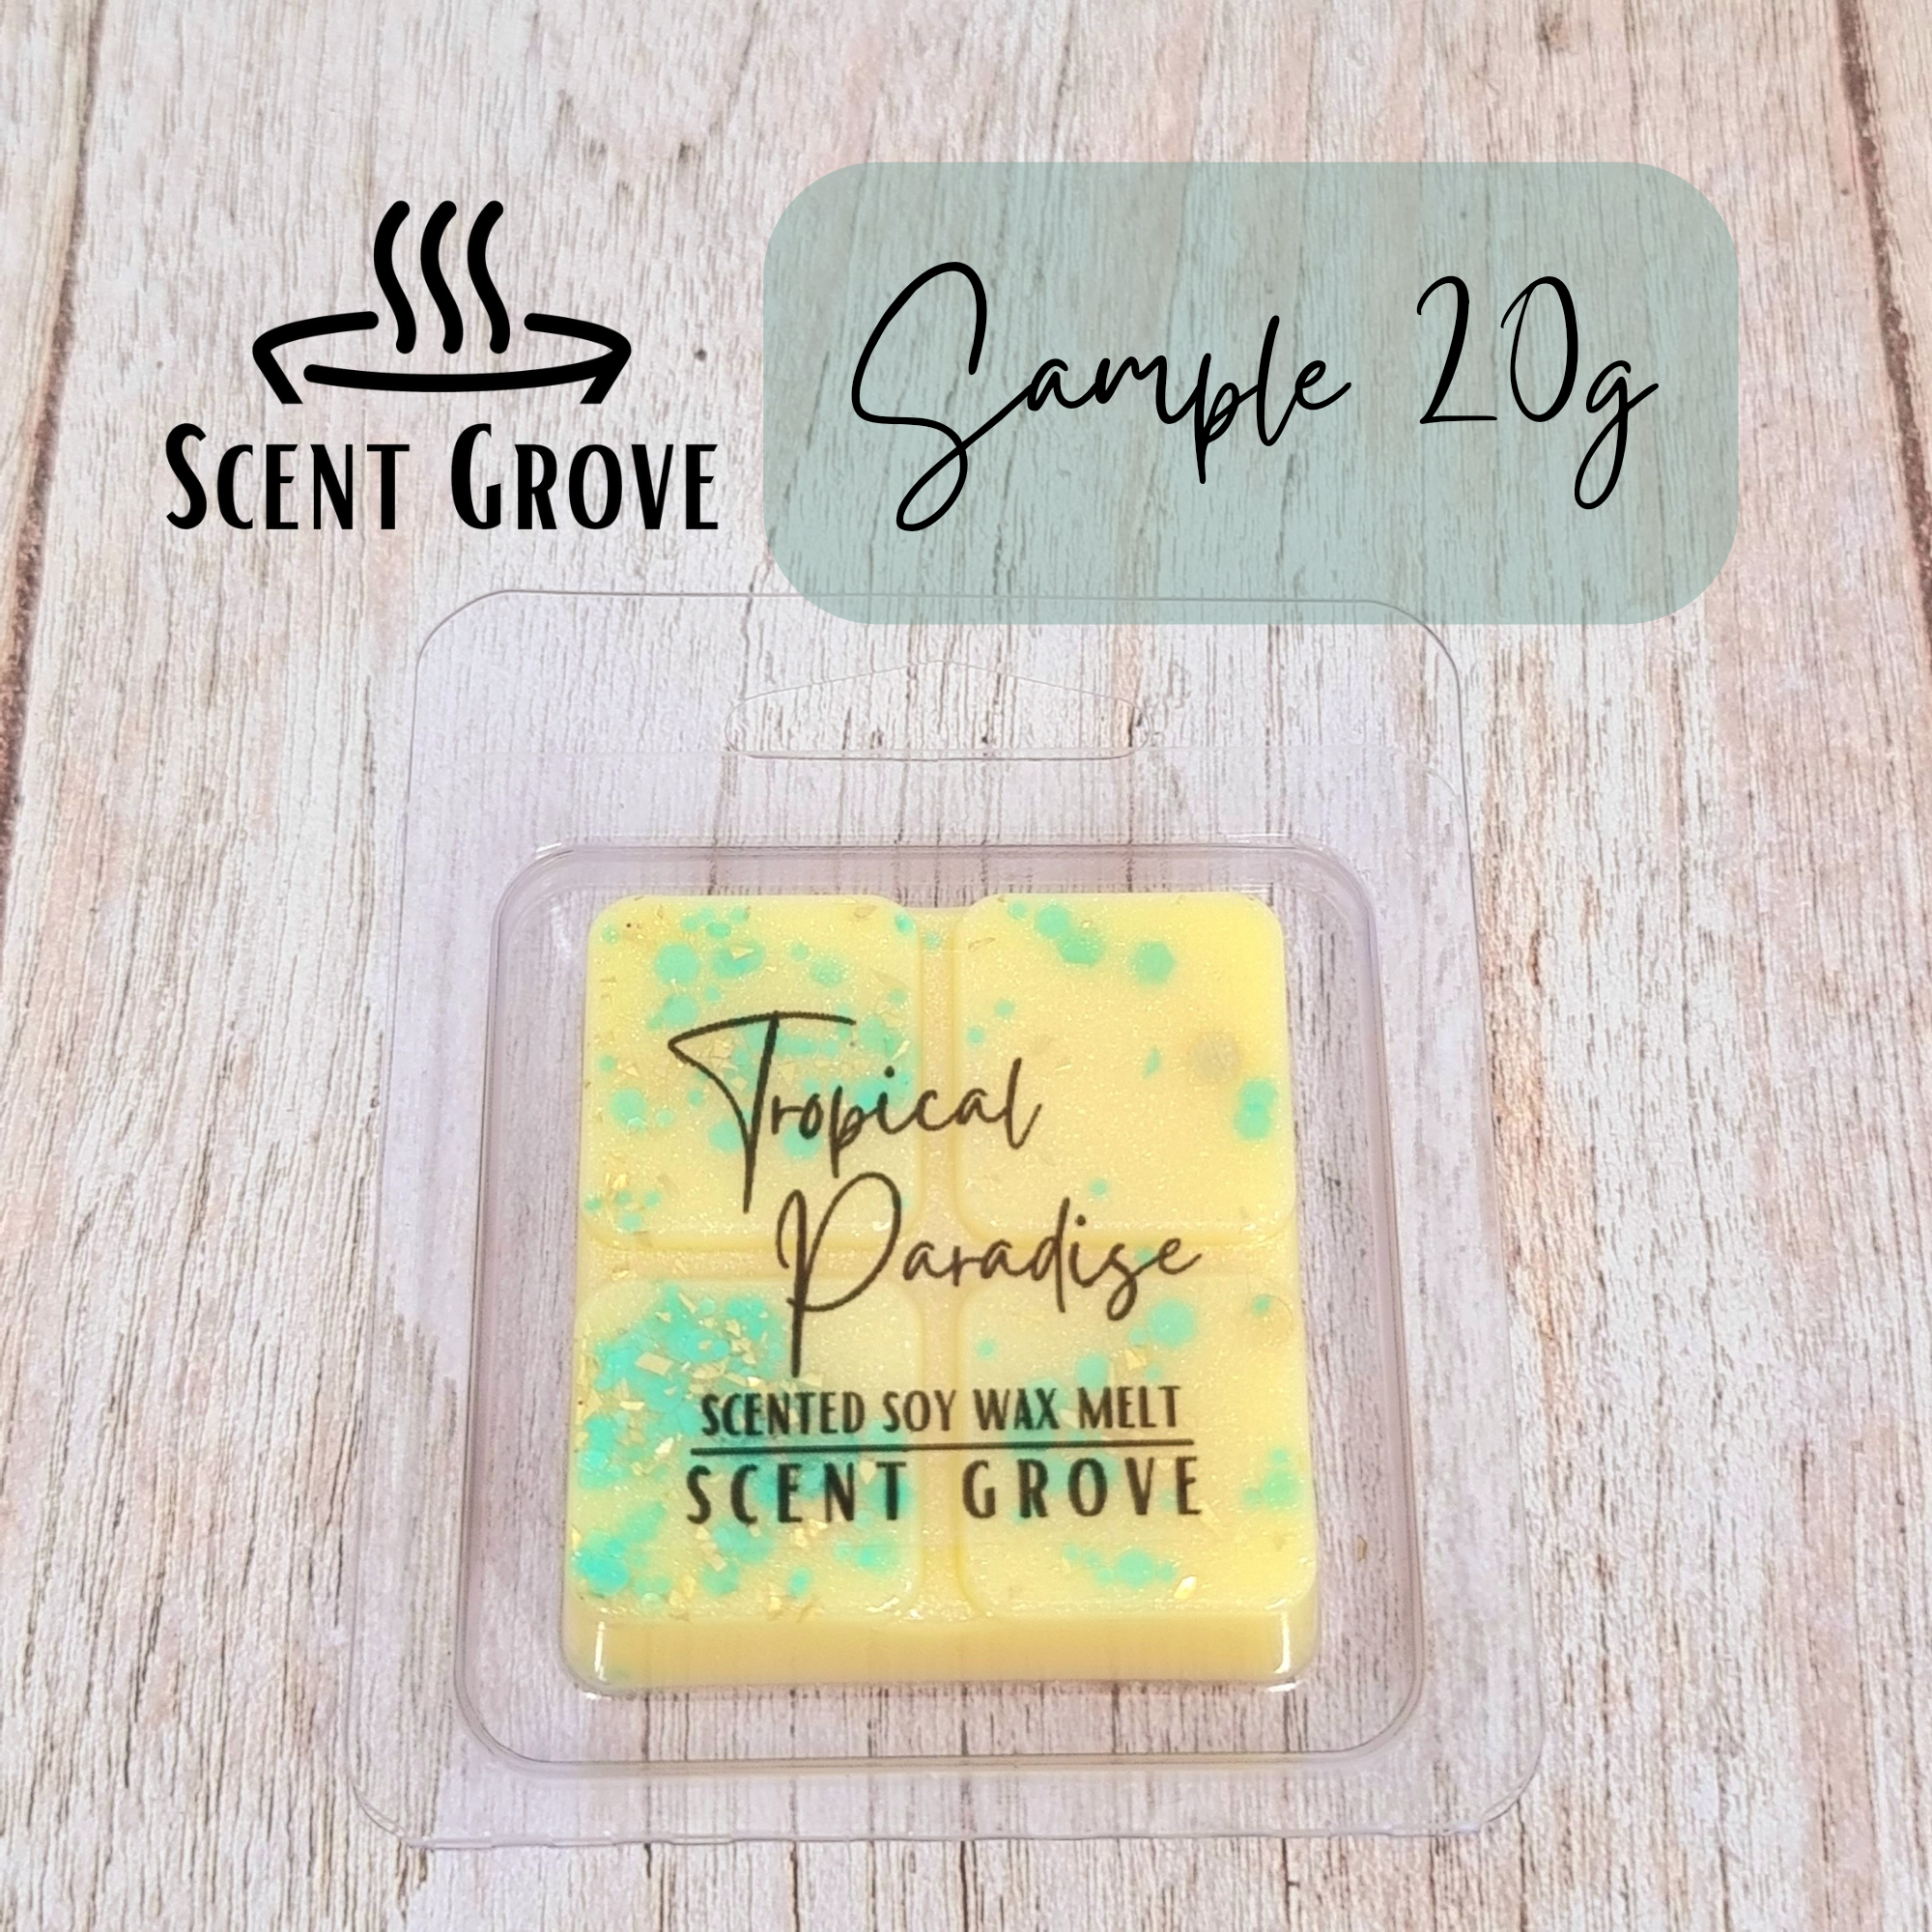 SCENT GROVE
Sample 20g
Tropical
Paradise
SCENTED SOY WAX MELT
SCENT GROVE